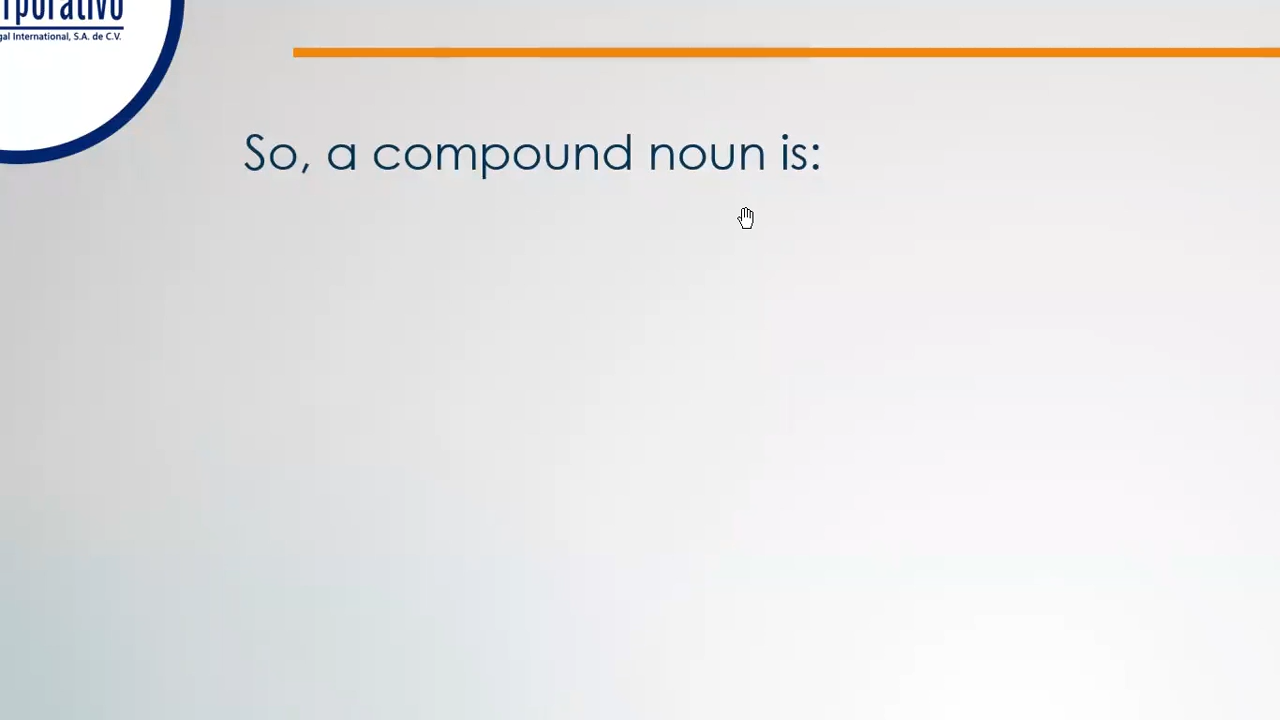 rporativo
gal International, S.A. de C.V.
So, a compound noun is: